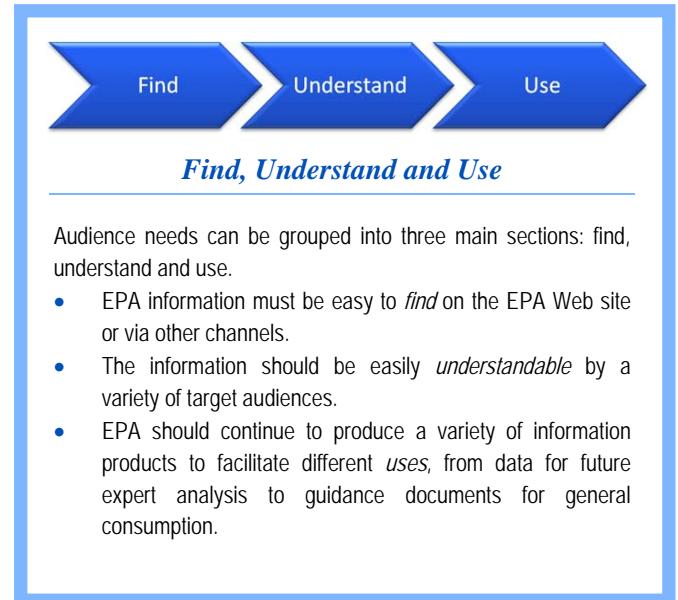 Find Understand Use
Find, Understand and Use
Audience needs can be grouped into three main sections: find,
understand and use.
• EPA information must be easy to find on the EPA Web site
or via other channels.
• The information should be easily understandable by a
variety of target audiences.
• EPA should continue to produce a variety of information
products to facilitate different uses, from data for future
expert analysis to guidance documents for general
consumption.